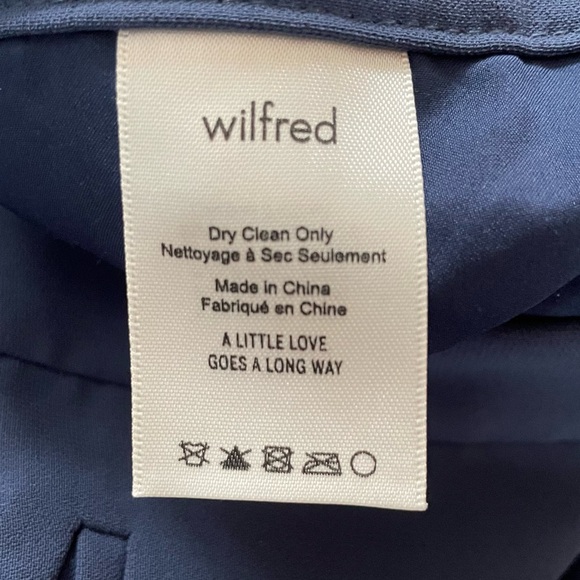 wilfred
Dry Clean Only
Nettoyage à Sec Seulement
Made in China
Fabriqué en Chine
A LITTLE LOVE
GOES A LONG WAY